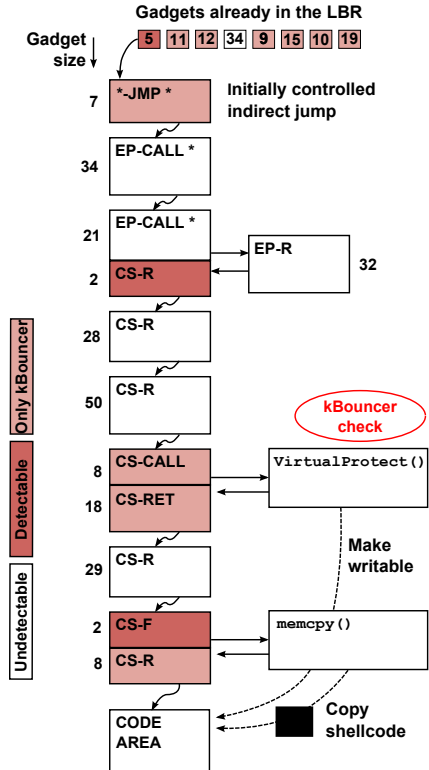 Gadgets already in the LBR
Gadget
size
5 11 12 34 9 15 10 19
7
*-JMP *
Initially controlled
indirect jump
34
EP-CALL *
21
EP-CALL *
EP-R
32
2
CS-R
28
CS-R
50
CS-R
kBouncer
check
8
CS-CALL
VirtualProtect()
18
CS-RET
29
CS-R
Make
writable
2
CS-F
memcpy()
8
CS-R
CODE
AREA
Copy
shellcode
Only kBouncer
Detectable
Undetectable